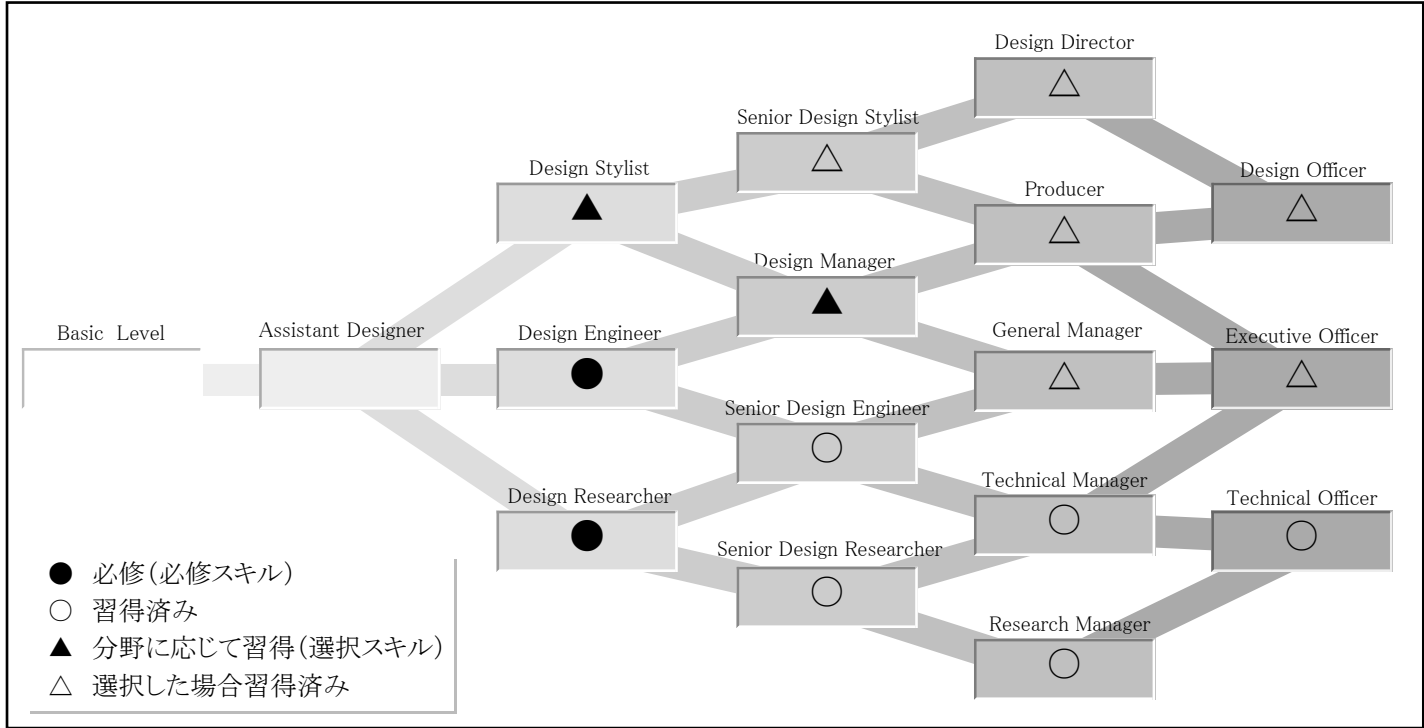 Design Director
△
Senior Design Stylist
△
Design Stylist
▲
Design Officer
△
Producer
△
Design Manager
▲
Basic Level
Assistant Designer
Design Engineer
●
General Manager
△
Executive Officer
△
Senior Design Engineer
○
Design Researcher
●
Technical Manager
○
Technical Officer
○
Senior Design Researcher
○
Research Manager
○
● 必修（必修スキル）
○ 習得済み
▲ 分野に応じて習得（選択スキル）
△ 選択した場合習得済み